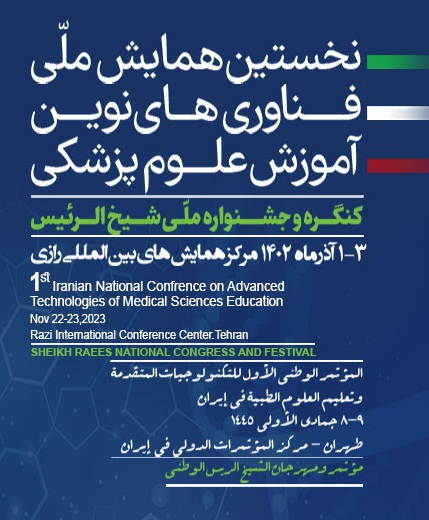 نخستین همایش ملّی
فناوری های نوین
آموزش علوم پزشکی
کنگره و جشنواره ملّی شیخ الرئیس
۱-۳ آذرماه ۱۴۰۲ مرکز همایش های بین المللی رازی
1st Iranian National Confrence on Advanced
Technologies of Medical Sciences Education
Nov 22-23,2023
Razi International Conference Center.Tehran
SHEIKH RAEES NATIONAL CONGRESS AND FESTIVAL
المؤتمر الوطنی الأول للتکنولوجیات المتقدمة
وتعلیم العلوم الطبیة فی إیران
۸-۹ جمادی الأولی ۱۴۴۵
طهران - مرکز المؤتمرات الدولی فی إیران
مؤتمر ومهرجان الشیخ الریس الوطنی